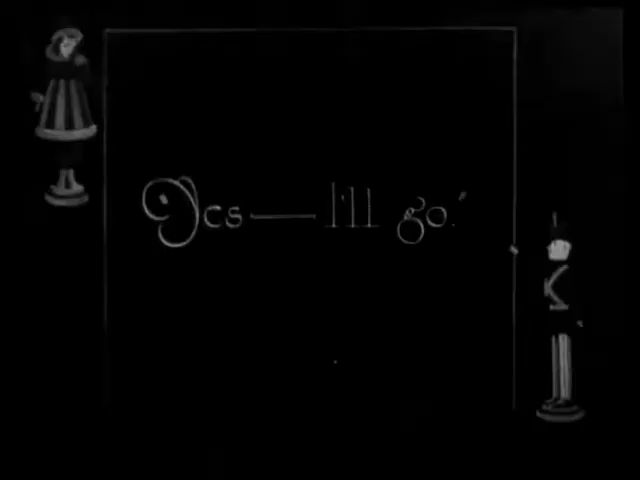 Yes — I'll go.'